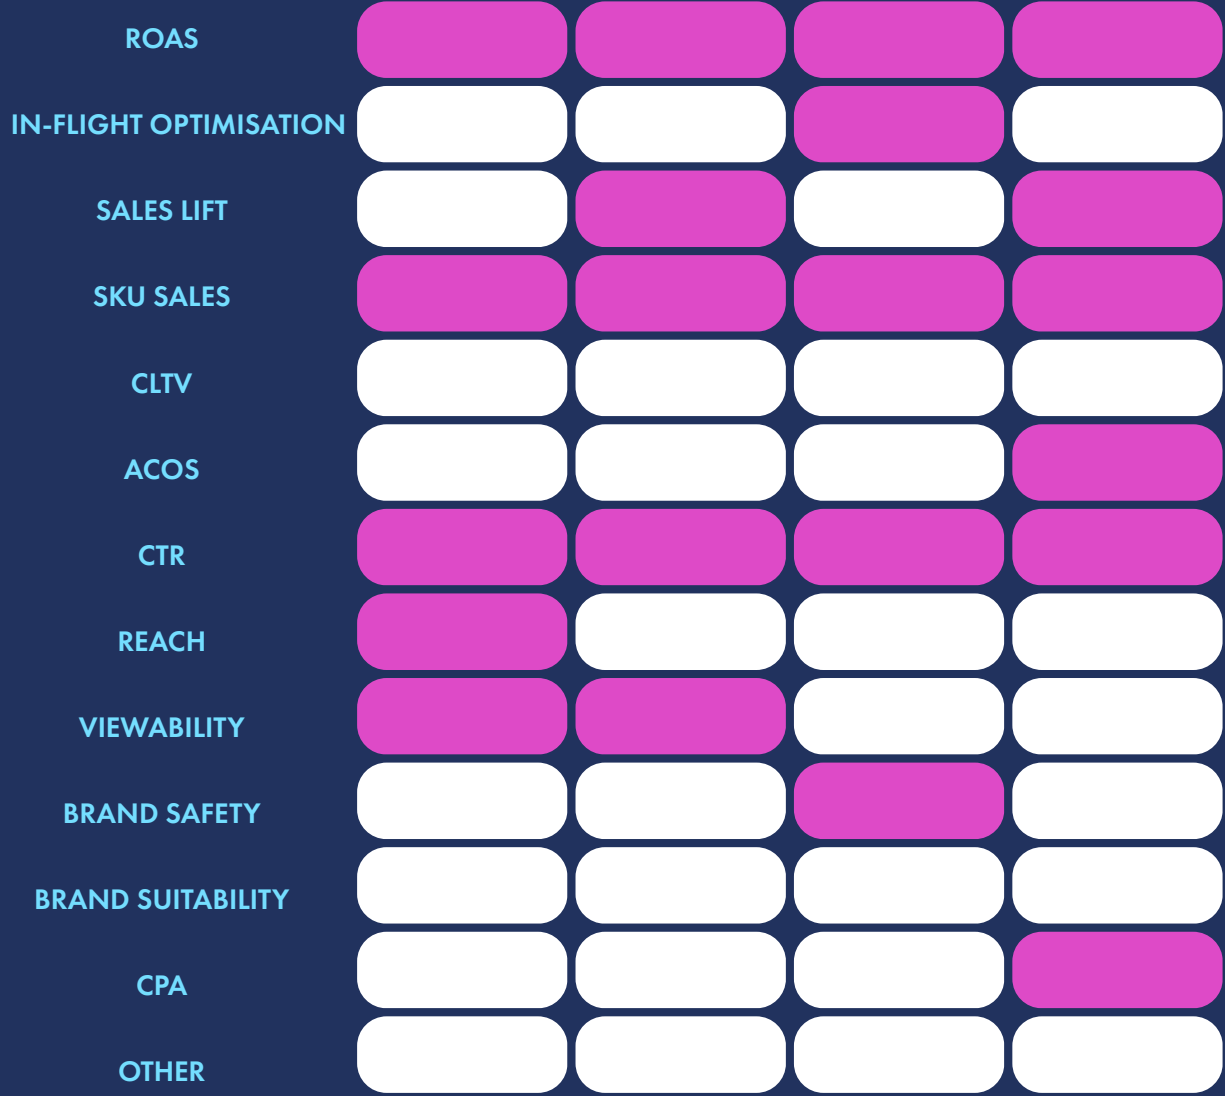 ROAS
IN-FLIGHT OPTIMISATION
SALES LIFT
SKU SALES
CLTV
ACOS
CTR
REACH
VIEWABILITY
BRAND SAFETY
BRAND SUITABILITY
CPA
OTHER